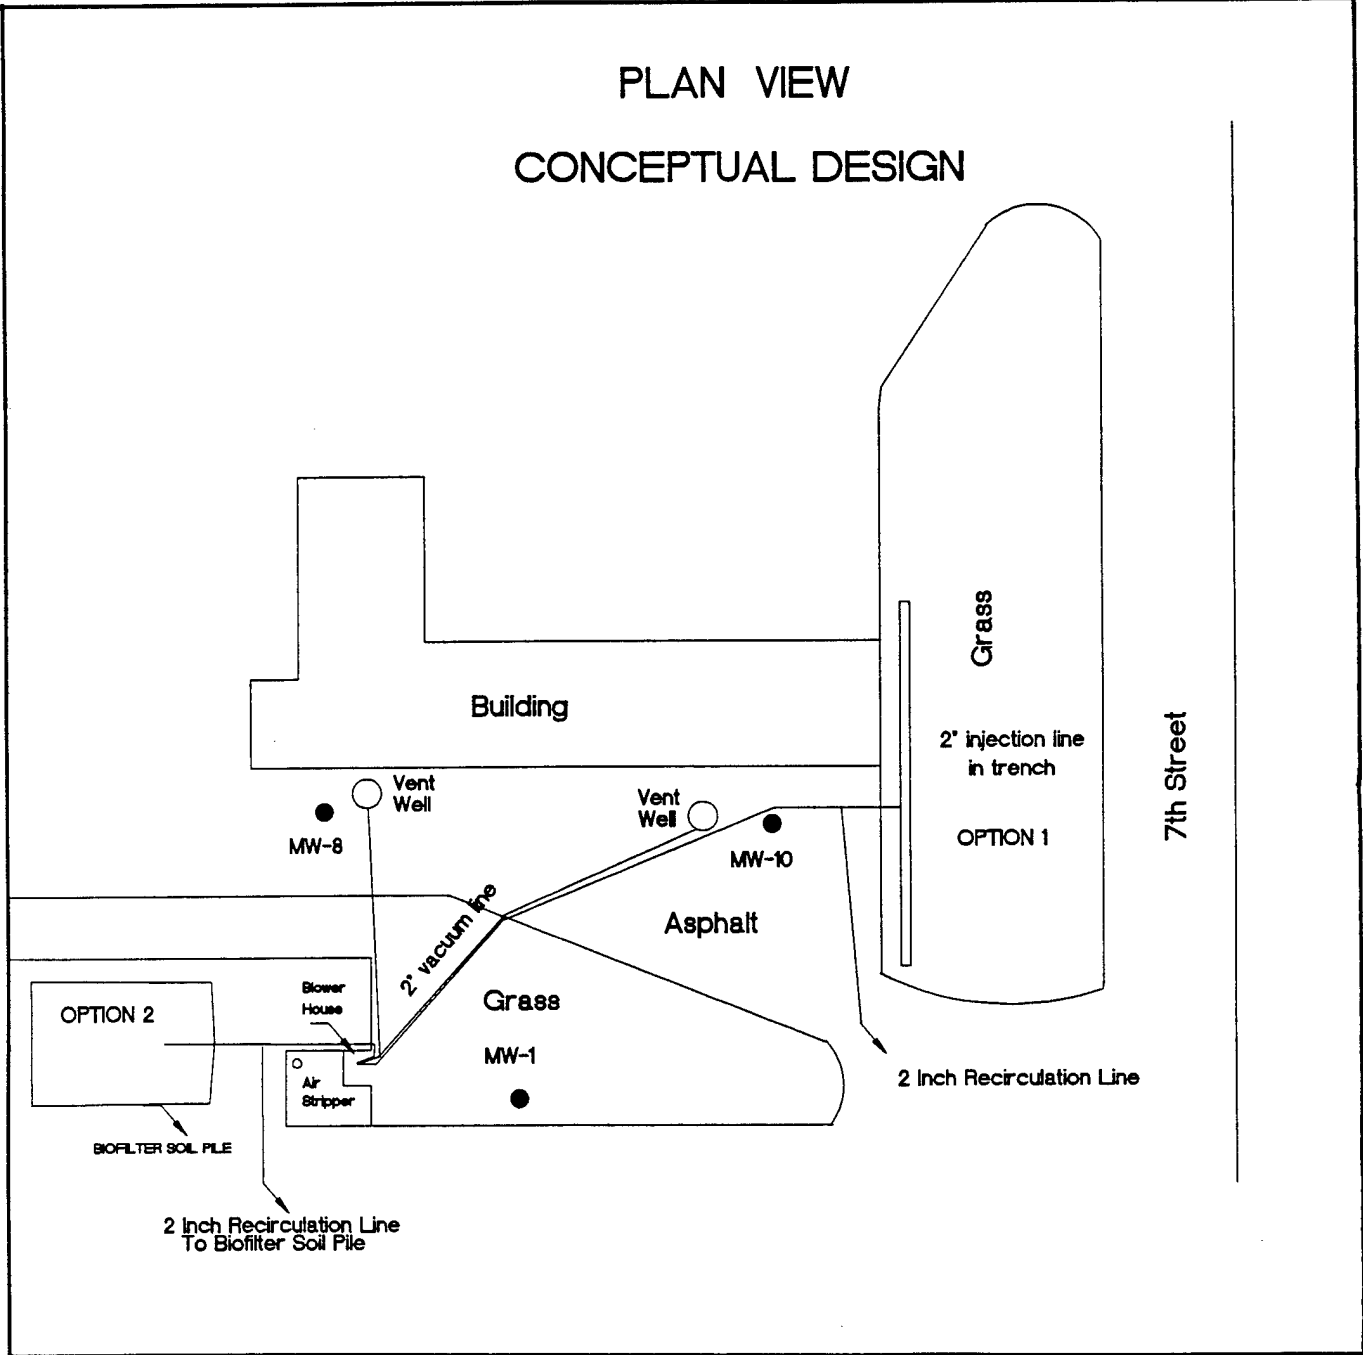 PLAN VIEW
CONCEPTUAL DESIGN
Grass
Building
2" injection line
in trench
7th Street
Vent
Well
Vent
Well
MW-8
MW-10
OPTION 1
2" vacuum line
Asphalt
Blower
House
Grass
OPTION 2
MW-1
Air
Stripper
2 Inch Recirculation Line
BIOFILTER SOIL PILE
2 Inch Recirculation Line
To Biofilter Soil Pile